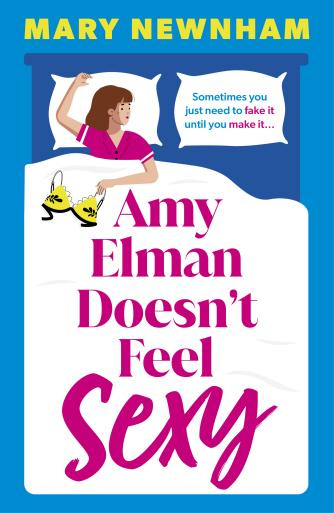 MARY NEWNHAM
Sometimes you
just need to fake it
until you make it...
Amy
Elman
Doesn't
Feel
Sexy